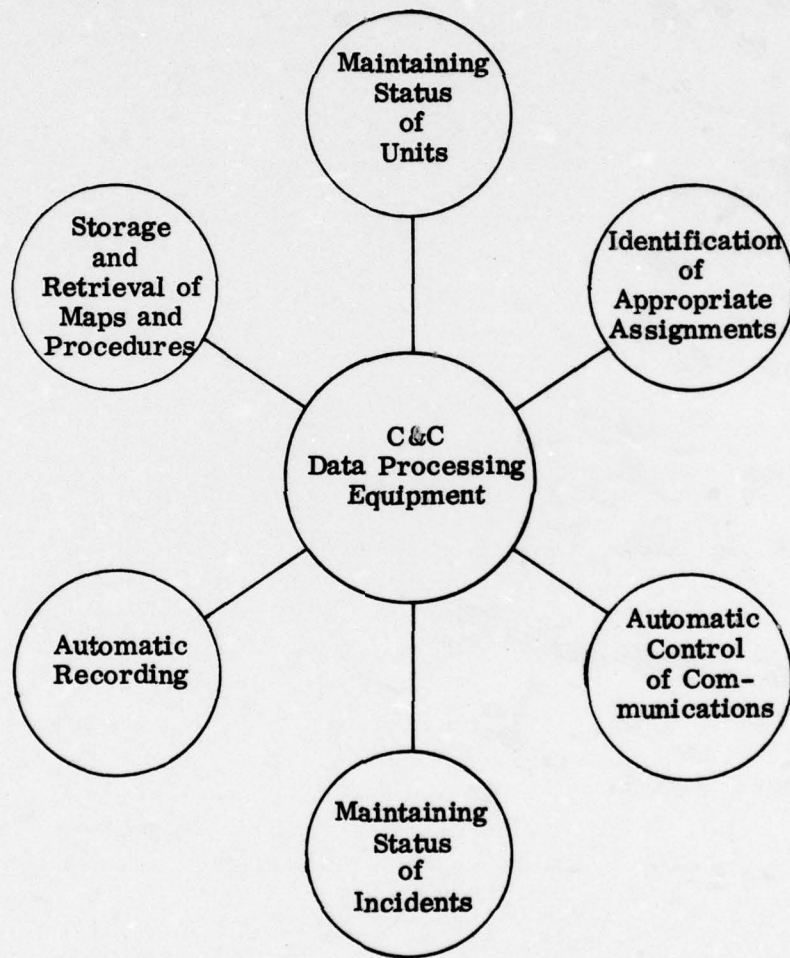 Maintaining
Status
of
Units
Storage
and
Retrieval of
Maps and
Procedures
Identification
of
Appropriate
Assignments
C&C
Data Processing
Equipment
Automatic
Recording
Automatic
Control
of Com-
munications
Maintaining
Status
of
Incidents